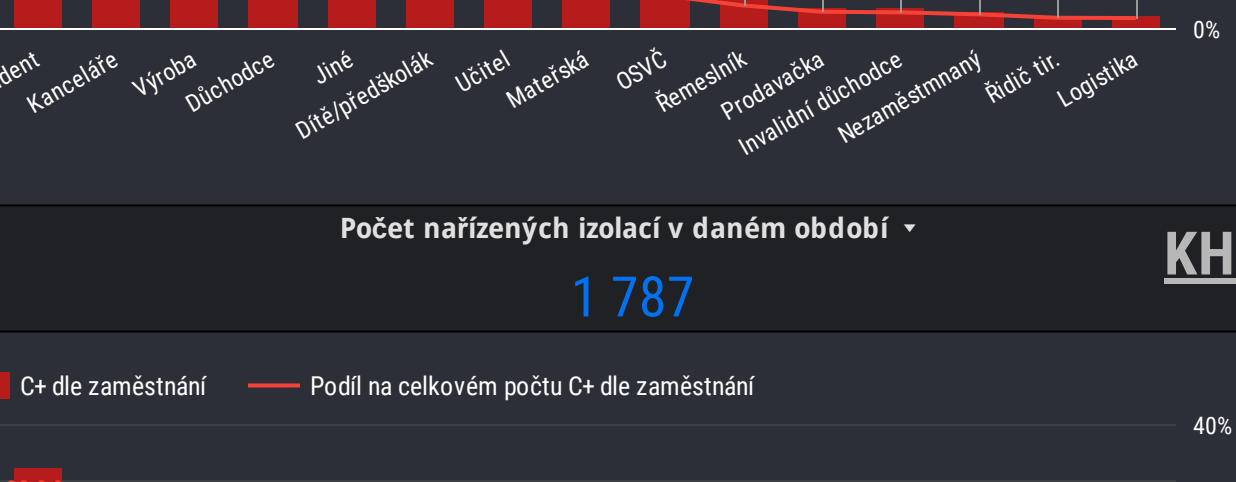 0%
Kanceláře
Výroba
Důchodce
Jiné
Dítě/předškolák
Učitel
Mateřská
OSVČ
Řemeslník
Prodavačka
Invalidní důchodce
Nezaměstmnaný
Řidič tir.
Logistika
Počet nařízených izolací v daném období
KH
1 787
C+ dle zaměstnání
Podíl na celkovém počtu C+ dle zaměstnání
40%